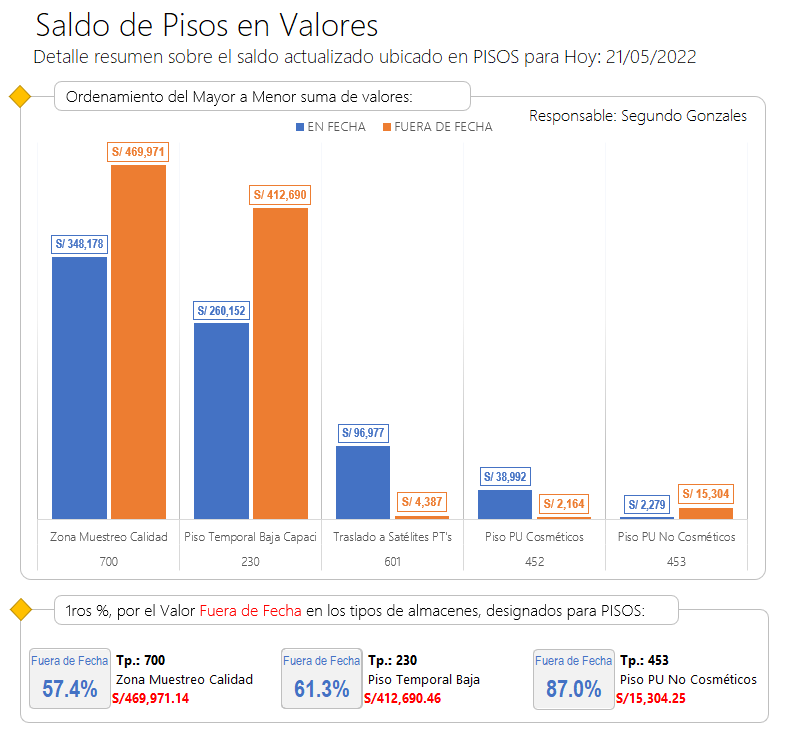 Saldo de Pisos en Valores
Detalle resumen sobre el saldo actualizado ubicado en PISOS para Hoy: 21/05/2022
Ordenamiento del Mayor a Menor suma de valores:
Responsable: Segundo Gonzales
EN FECHA FUERA DE FECHA
S/ 469,971
S/ 412,690
S/ 348,178
S/ 260,152
S/ 96,977
S/ 38,992
S/ 4,387
S/ 2,164
S/ 2,279
S/ 15,304
Zona Muestreo Calidad Piso Temporal Baja Capaci Traslado a Satélites PT's Piso PU Cosméticos Piso PU No Cosméticos
700 230 601 452 453
1ros %, por el Valor Fuera de Fecha en los tipos de almacenes, designados para PISOS:
Fuera de Fecha
57.4%
Tp.: 700
Zona Muestreo Calidad
S/469,971.14
Fuera de Fecha
61.3%
Tp.: 230
Piso Temporal Baja
S/412,690.46
Fuera de Fecha
87.0%
Tp.: 453
Piso PU No Cosméticos
S/15,304.25